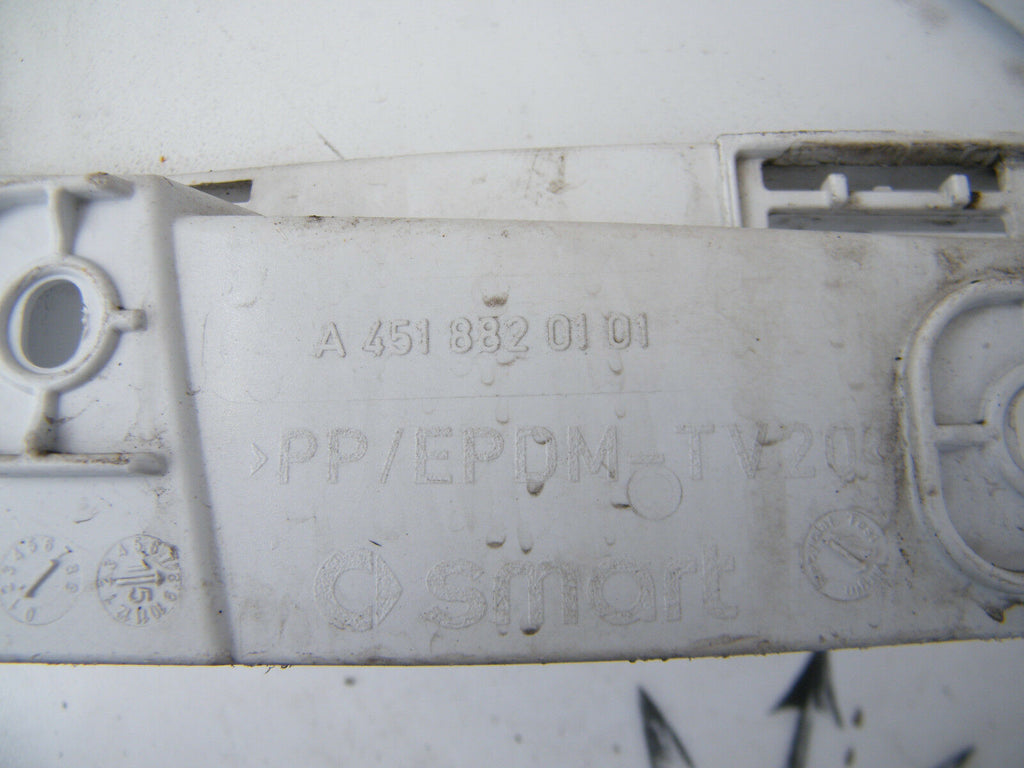 A 451 882 01 01
>PP/EPDM-TV20<
smart